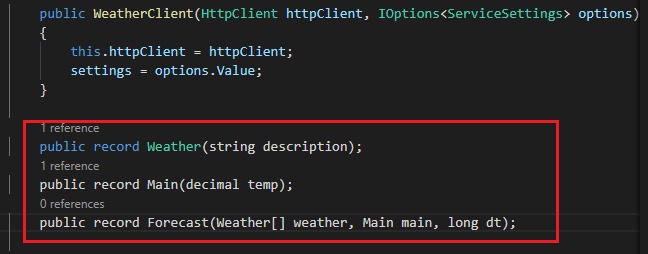 public WeatherClient(HttpClient httpClient, IOptions<ServiceSettings> options)
{
this.httpClient = httpClient;
settings = options.Value;
}
1 reference
public record Weather(string description);
1 reference
public record Main(decimal temp);
0 references
public record Forecast(Weather[] weather, Main main, long dt);